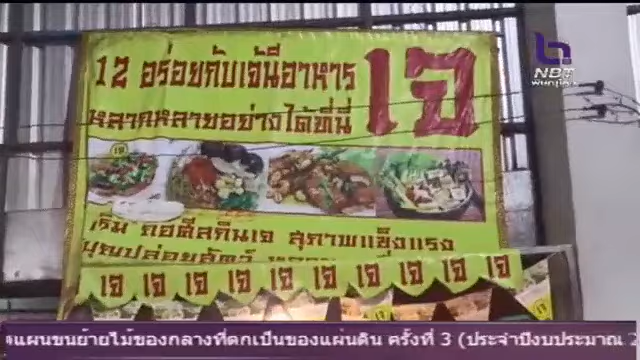 12 อร่อยกับเจ๊นีอาหาร
เจ
หลากหลายอย่างได้ที่นี่
NBT
พิษณุโลก
เริ่ม ถือศีลกินเจ สุภาพแข็งแรง
บุญปล่อยสัตว์
เจ เจ เจ เจ เจ เจ เจ เจ เจ เจ
แผนขนย้ายไม้ของกลางที่ตกเป็นของแผ่นดิน ครั้งที่ 3 (ประจำปีงบประมาณ 2